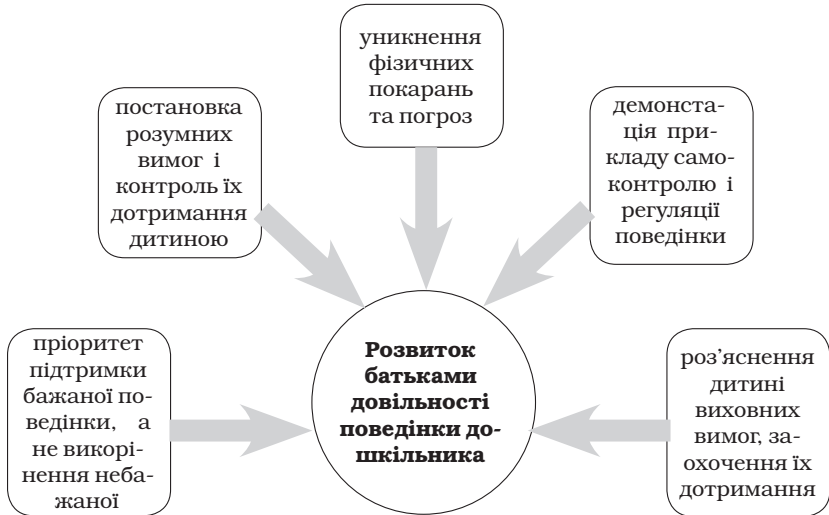 уникнення
фізичних
покарань
та погроз
постановка
розумних
вимог і
контроль їх
дотримання
дитиною
демонста-
ція при-
кладу само-
контролю і
регуляції
поведінки
пріоритет
підтримки
бажаної по-
ведінки, а
не викорі-
нення неба-
жаної
Розвиток
батьками
довільності
поведінки до-
шкільника
роз’яснення
дитині
виховних
вимог, за-
охочення їх
дотримання